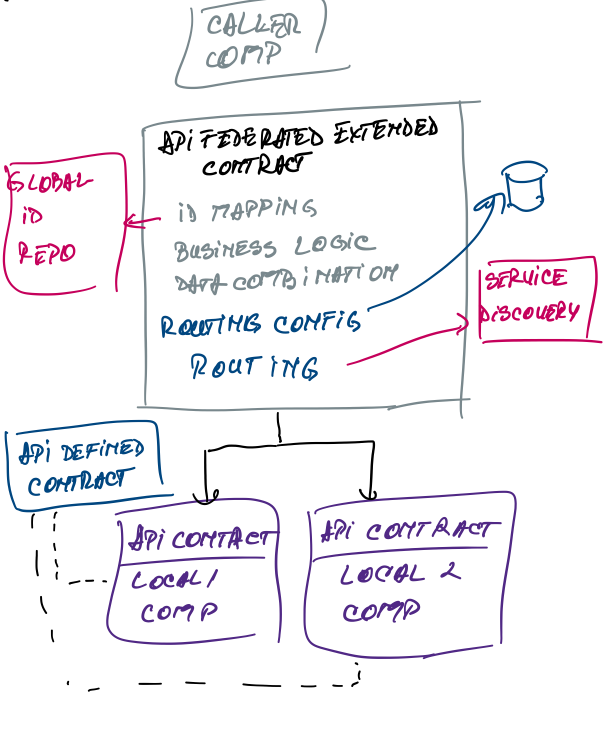 CALLER
COMP
API FEDERATED EXTENDED
CONTRACT
GLOBAL
ID
REPO
ID MAPPING
BUSINESS LOGIC
DATA COMBINATION
ROUTING CONFIG
ROUTING
SERVICE
DISCOVERY
API DEFINED
CONTRACT
API CONTACT
LOCAL 1
COMP
API CONTRACT
LOCAL 2
COMP